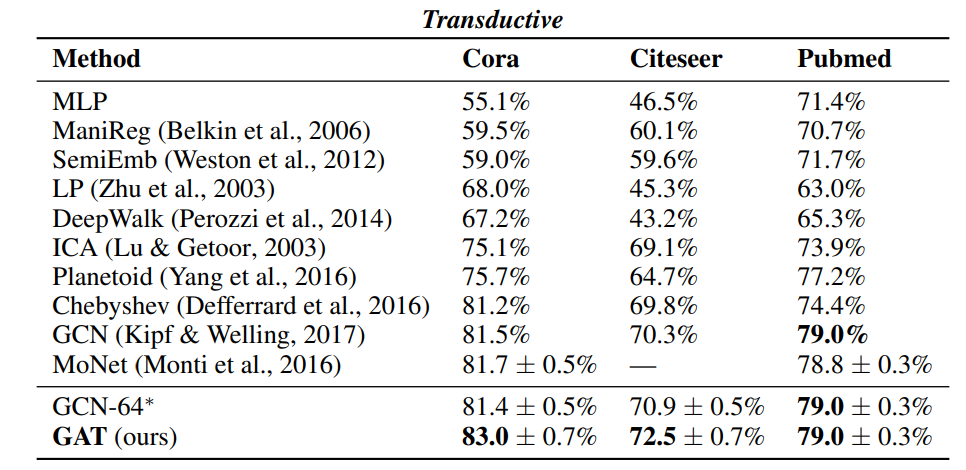 Transductive
Method Cora Citeseer Pubmed
MLP 55.1% 46.5% 71.4%
ManiReg (Belkin et al., 2006) 59.5% 60.1% 70.7%
SemiEmb (Weston et al., 2012) 59.0% 59.6% 71.7%
LP (Zhu et al., 2003) 68.0% 45.3% 63.0%
DeepWalk (Perozzi et al., 2014) 67.2% 43.2% 65.3%
ICA (Lu & Getoor, 2003) 75.1% 69.1% 73.9%
Planetoid (Yang et al., 2016) 75.7% 64.7% 77.2%
Chebyshev (Defferrard et al., 2016) 81.2% 69.8% 74.4%
GCN (Kipf & Welling, 2017) 81.5% 70.3% 79.0%
MoNet (Monti et al., 2016) 81.7 ± 0.5% — 78.8 ± 0.3%
GCN-64* 81.4 ± 0.5% 70.9 ± 0.5% 79.0 ± 0.3%
GAT (ours) 83.0 ± 0.7% 72.5 ± 0.7% 79.0 ± 0.3%